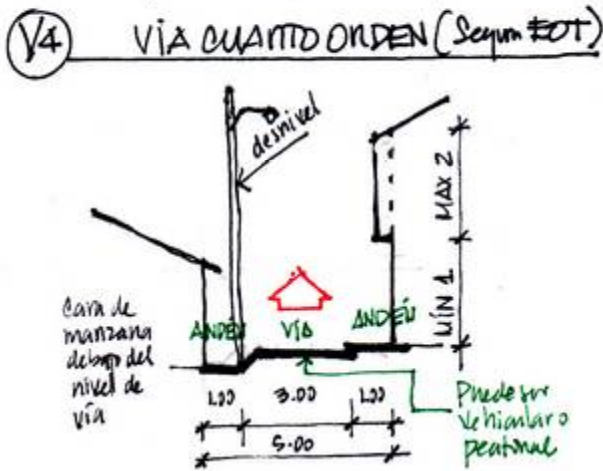 V4
VÍA CUARTO ORDEN (Según EOT)
desnivel
MAX 2
MÍN 1
Cara de
manzana
debajo del
nivel de
vía
ANDÉN
VÍA
ANDÉN
1.00
3.00
1.00
5.00
Puede ser
vehicular o
peatonal